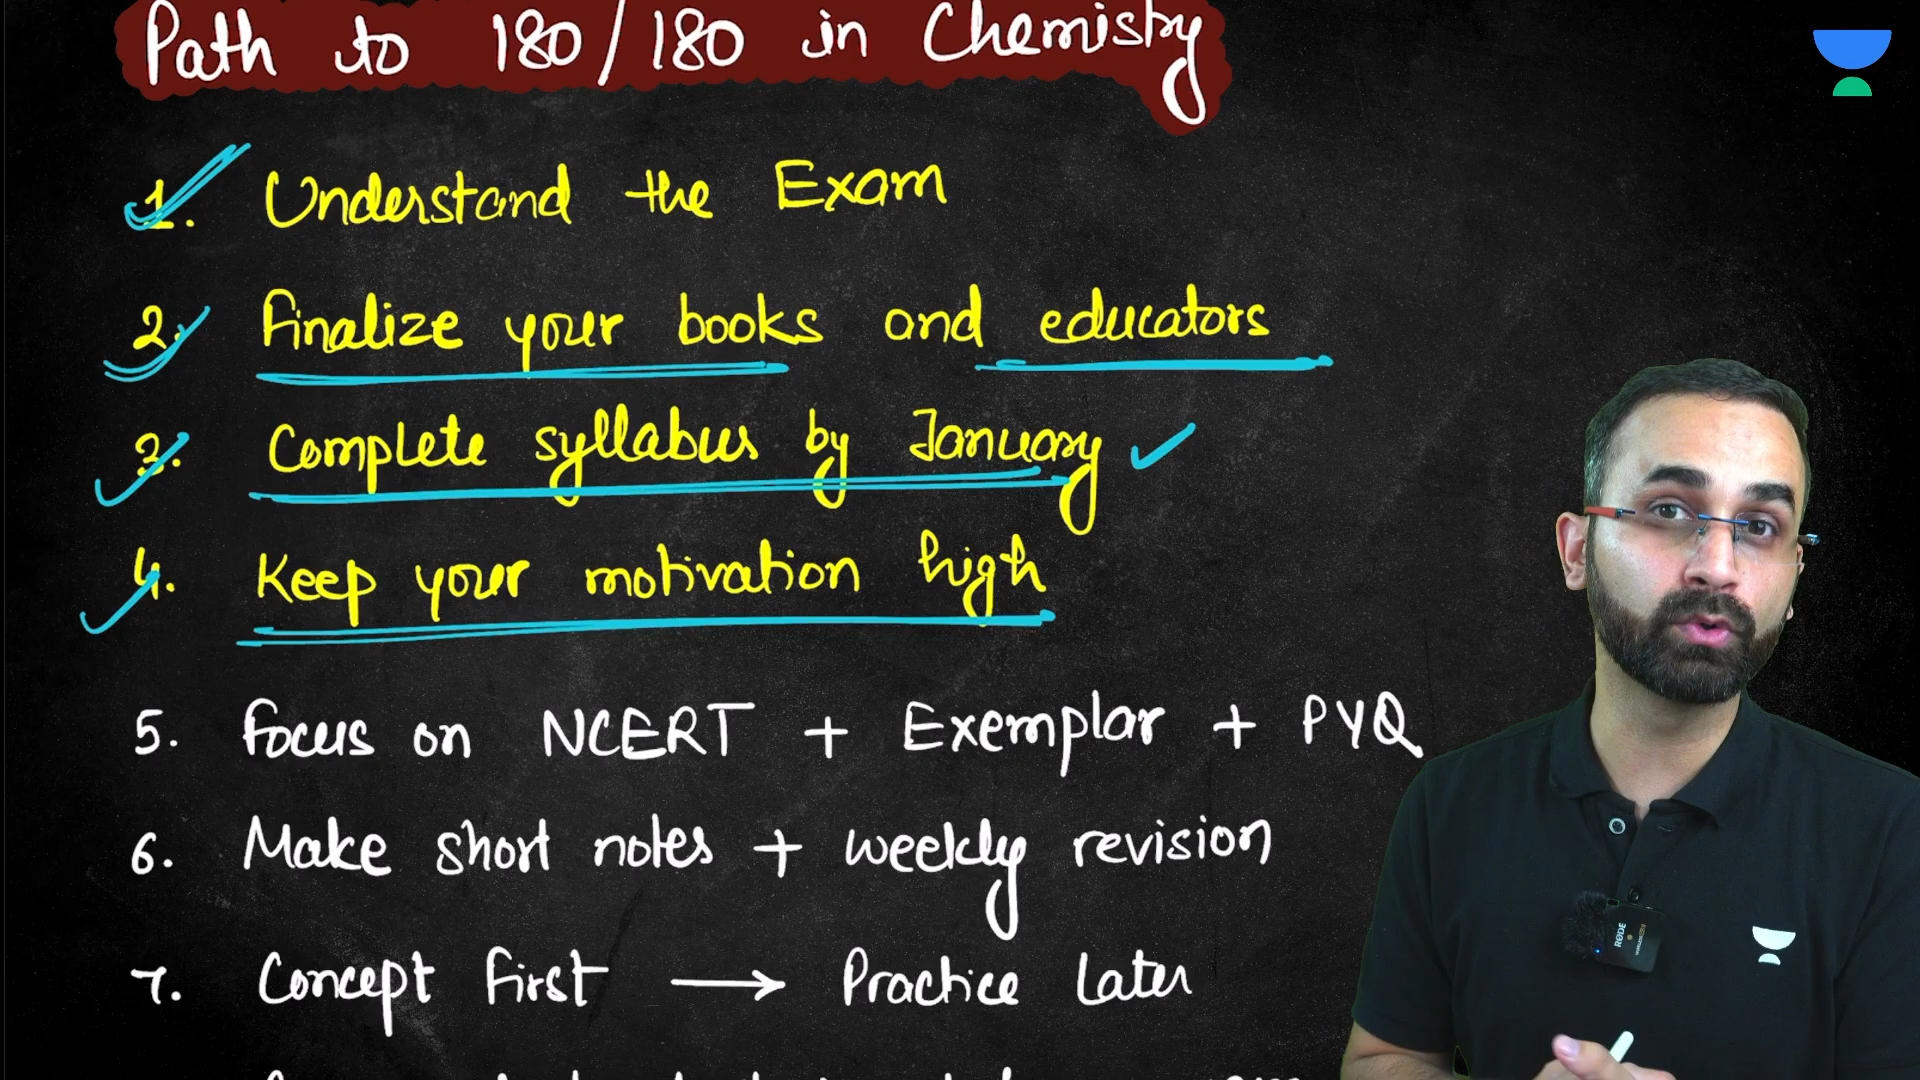 Path to 180/180 in Chemistry
1. Understand the Exam
2. Finalize your books and educators
3. Complete syllabus by January
4. Keep your motivation high
5. Focus on NCERT + Exemplar + PYQ
6. Make short notes + weekly revision
7. Concept First → Practice Later
RØDE